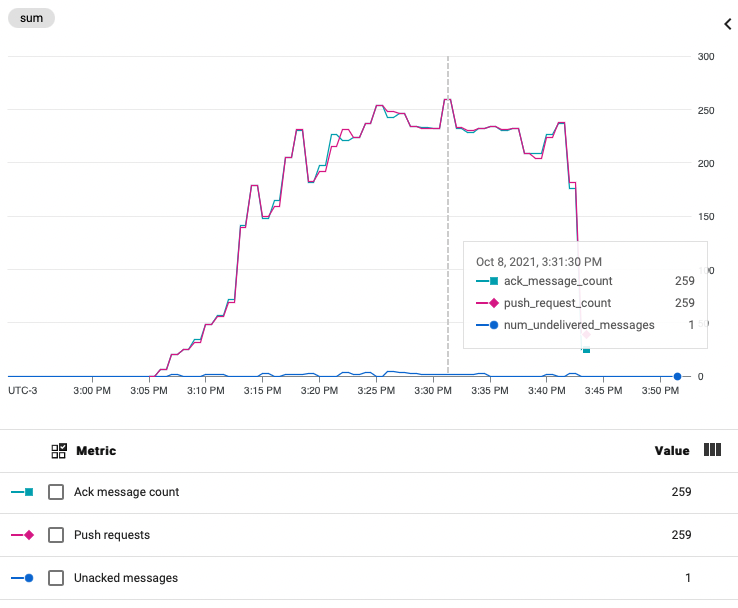 sum
300
250
200
150
100
50
0
Oct 8, 2021, 3:31:30 PM
ack_message_count 259
push_request_count 259
num_undelivered_messages 1
UTC-3 3:00 PM 3:05 PM 3:10 PM 3:15 PM 3:20 PM 3:25 PM 3:30 PM 3:35 PM 3:40 PM 3:45 PM 3:50 PM
Metric Value
Ack message count 259
Push requests 259
Unacked messages 1